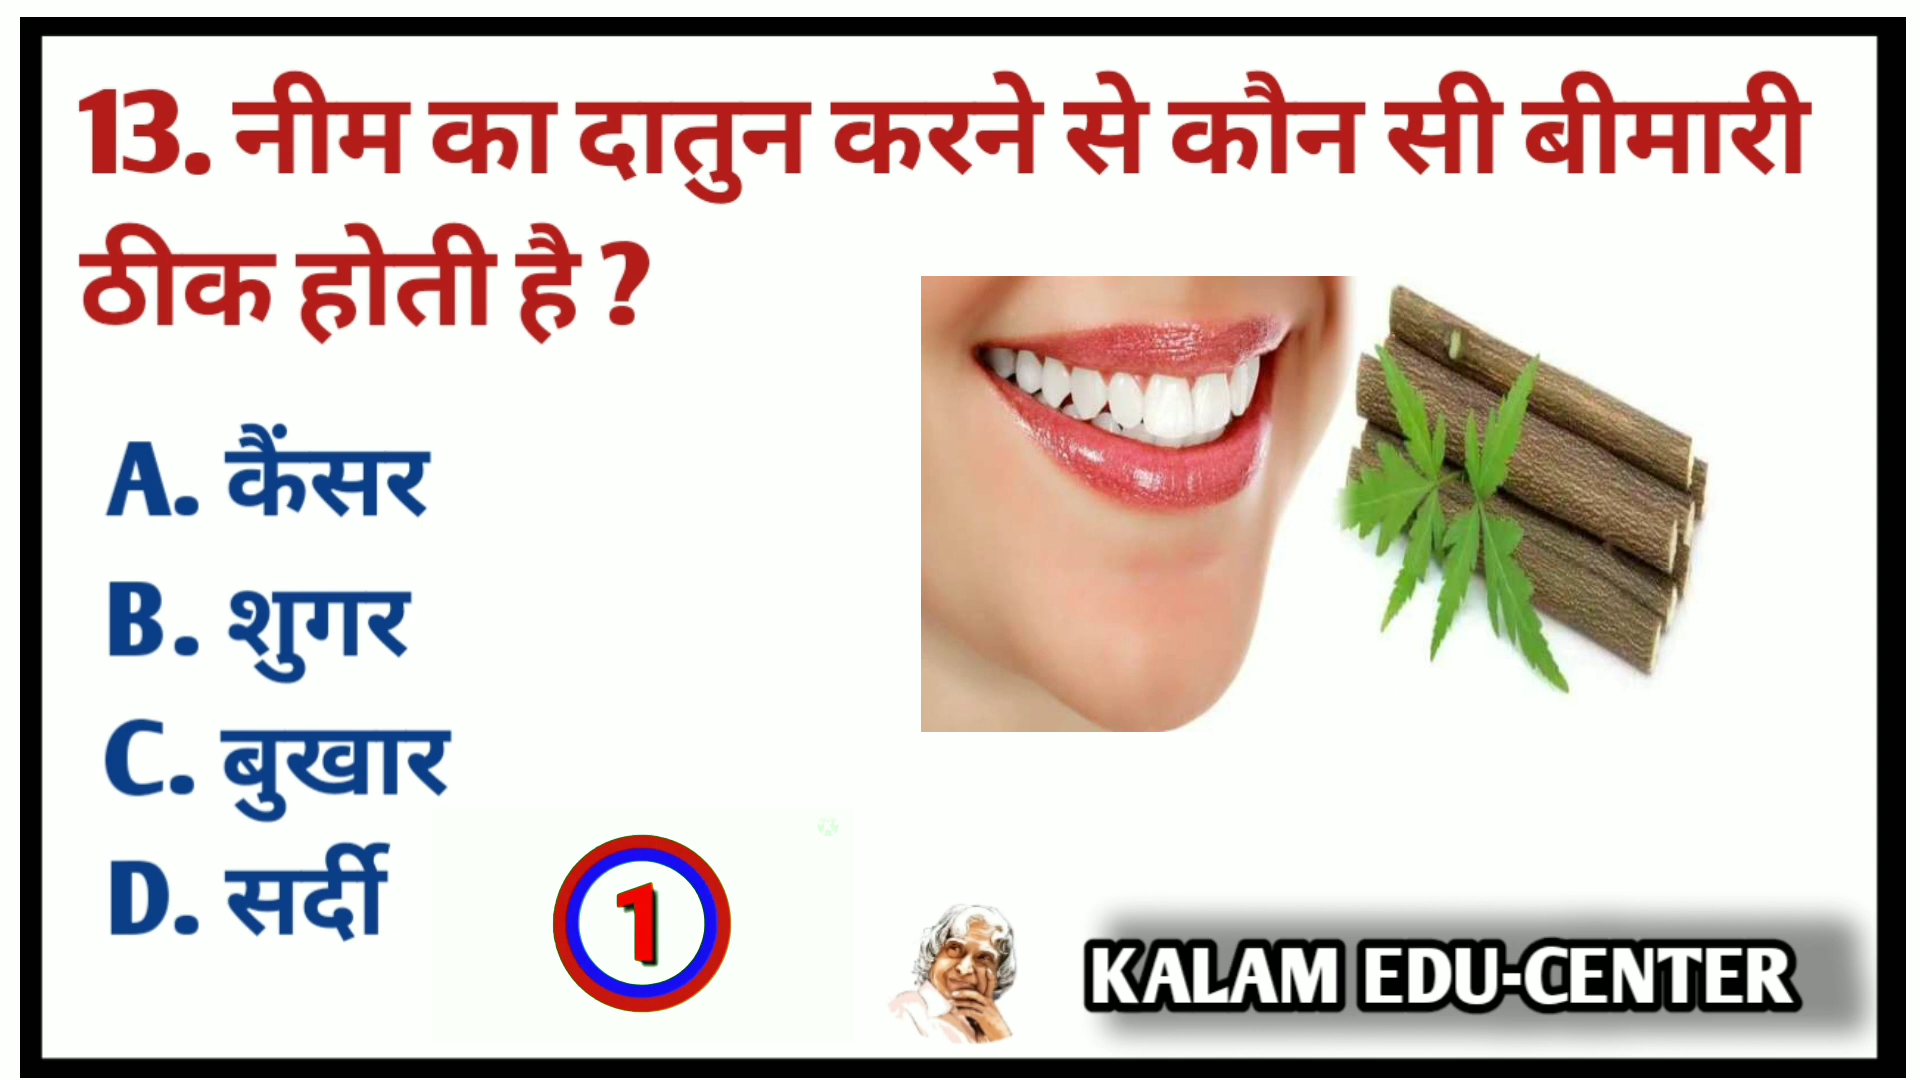 13. नीम का दातुन करने से कौन सी बीमारी
ठीक होती है ?
A. कैंसर
B. शुगर
C. बुखार
D. सर्दी
1
KALAM EDU-CENTER